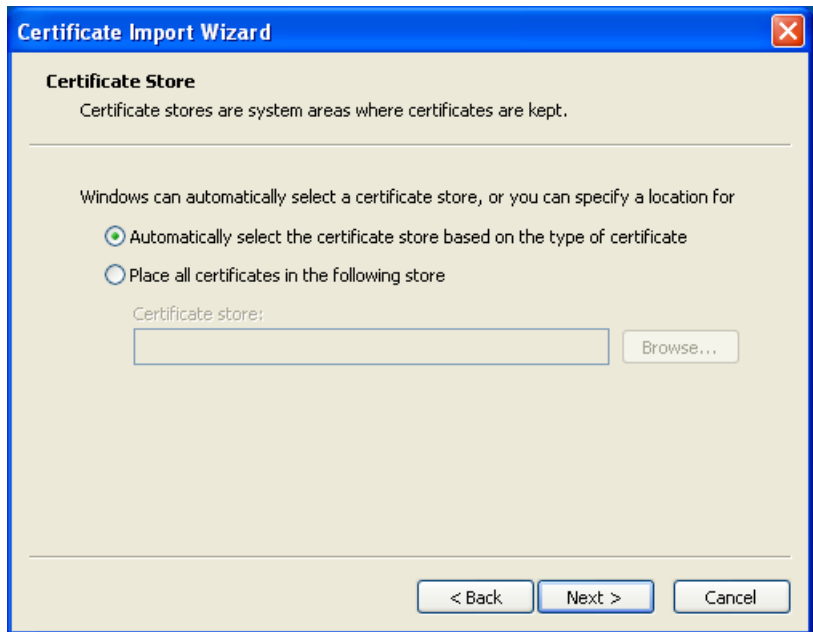 Certificate Import Wizard
Certificate Store
Certificate stores are system areas where certificates are kept.
Windows can automatically select a certificate store, or you can specify a location for
Automatically select the certificate store based on the type of certificate
Place all certificates in the following store
Certificate store:
Browse...
< Back Next > Cancel